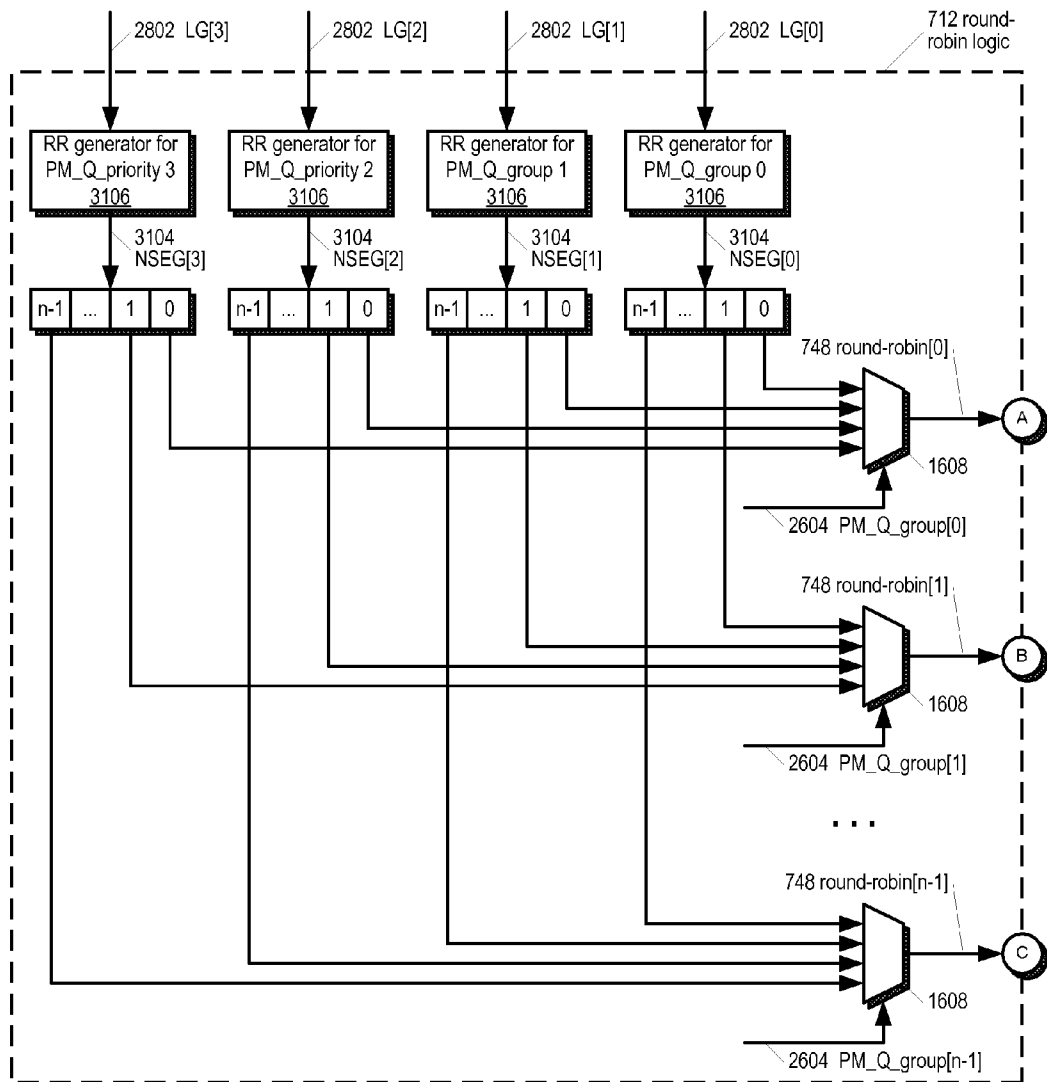 2802 LG[3]
2802 LG[2]
2802 LG[1]
2802 LG[0]
712 round-
robin logic
RR generator for
PM_Q_priority 3
3106
RR generator for
PM_Q_priority 2
3106
RR generator for
PM_Q_group 1
3106
RR generator for
PM_Q_group 0
3106
3104
NSEG[3]
3104
NSEG[2]
3104
NSEG[1]
3104
NSEG[0]
n-1 ... 1 0
n-1 ... 1 0
n-1 ... 1 0
n-1 ... 1 0
748 round-robin[0]
A
1608
2604 PM_Q_group[0]
748 round-robin[1]
B
1608
2604 PM_Q_group[1]
...
748 round-robin[n-1]
C
1608
2604 PM_Q_group[n-1]